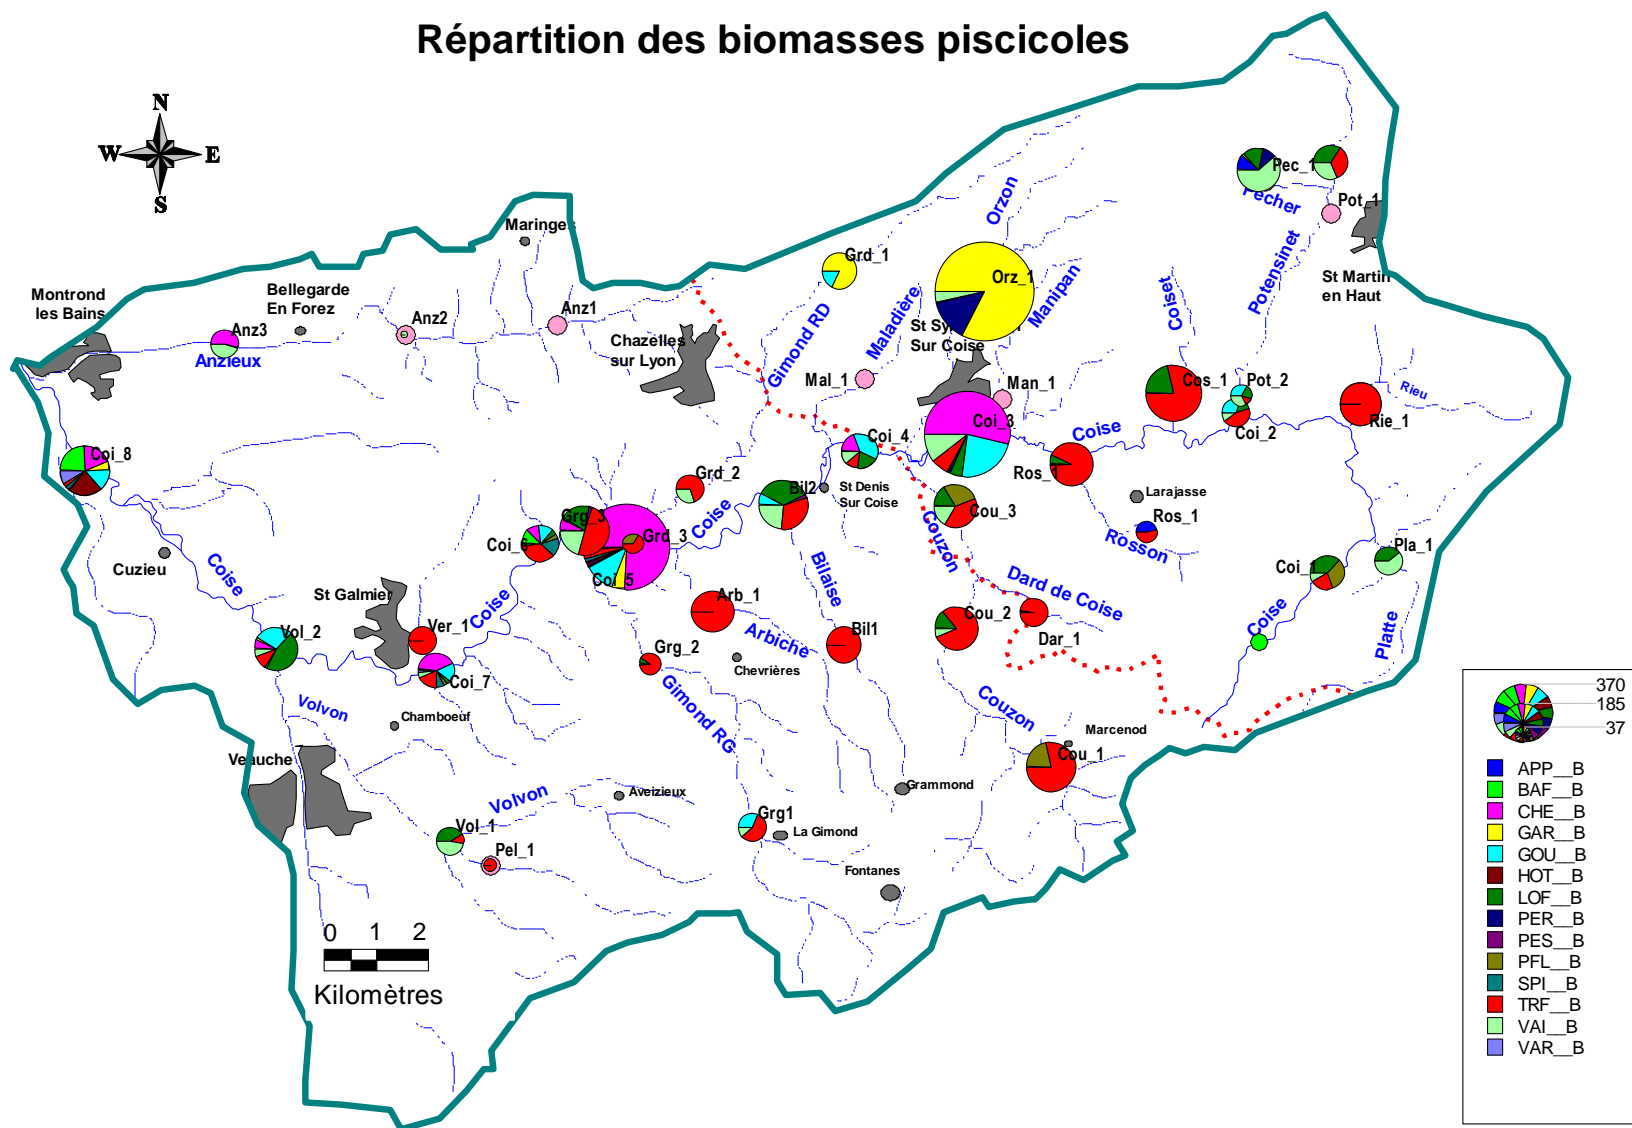 Répartition des biomasses piscicoles
N
W
E
S
Maringes
Montrond
les Bains
Bellegarde
En Forez
Anz3
Anzieux
Anz2
Anz1
Chazelles
sur Lyon
Grd_1
Gimond RD
Maladière
Mal_1
Orzon
Orz_1
Manipan
St Sy
Sur Coise
Man_1
Coiset
Cos_1
Potensinet
Pec_1
Pecher
Pot_1
St Martin
en Haut
Pot_2
Coi_2
Rieu
Rie_1
Coi_3
Coi_4
Coise
Ros_1
Larajasse
Ros_1
Rosson
Coi_8
Grd_2
Bil2
St Denis
Sur Coise
Cou_3
Couzon
Grg_3
Grd_3
Coise
Coi_6
Coi_5
Cuzieu
Coise
St Galmier
Coise
Arb_1
Arbiche
Bilaise
Bil1
Cou_2
Dard de Coise
Dar_1
Coi_1
Pla_1
Coise
Platte
Vol_2
Ver_1
Coi_7
Grg_2
Chevrières
Gimond RG
Volvon
Chamboeuf
Couzon
Marcenod
Cou_1
Veauche
Volvon
Aveizieux
Grammond
Vol_1
Pel_1
Grg1
La Gimond
Fontanes
0 1 2
Kilomètres
370
185
37
APP__B
BAF__B
CHE__B
GAR__B
GOU__B
HOT__B
LOF__B
PER__B
PES__B
PFL__B
SPI__B
TRF__B
VAI__B
VAR__B